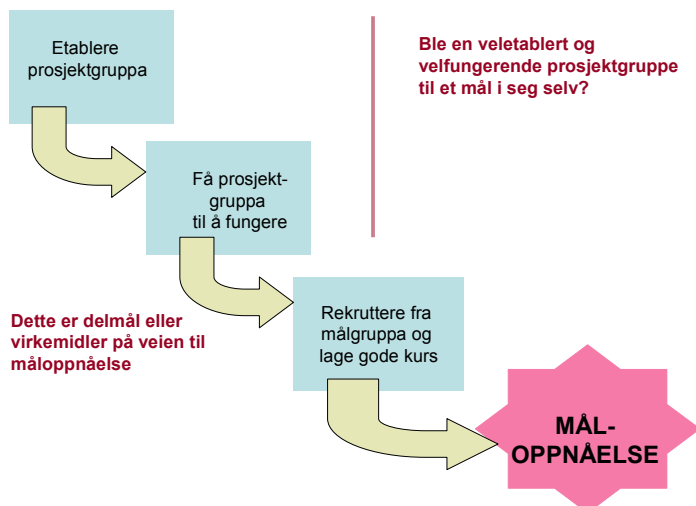 Etablere
prosjektgruppa
Ble en veletablert og
velfungerende prosjektgruppe
til et mål i seg selv?
Få prosjekt-
gruppa
til å fungere
Dette er delmål eller
virkemidler på veien til
måloppnåelse
Rekruttere fra
målgruppa og
lage gode kurs
MÅL-
OPPNÅELSE